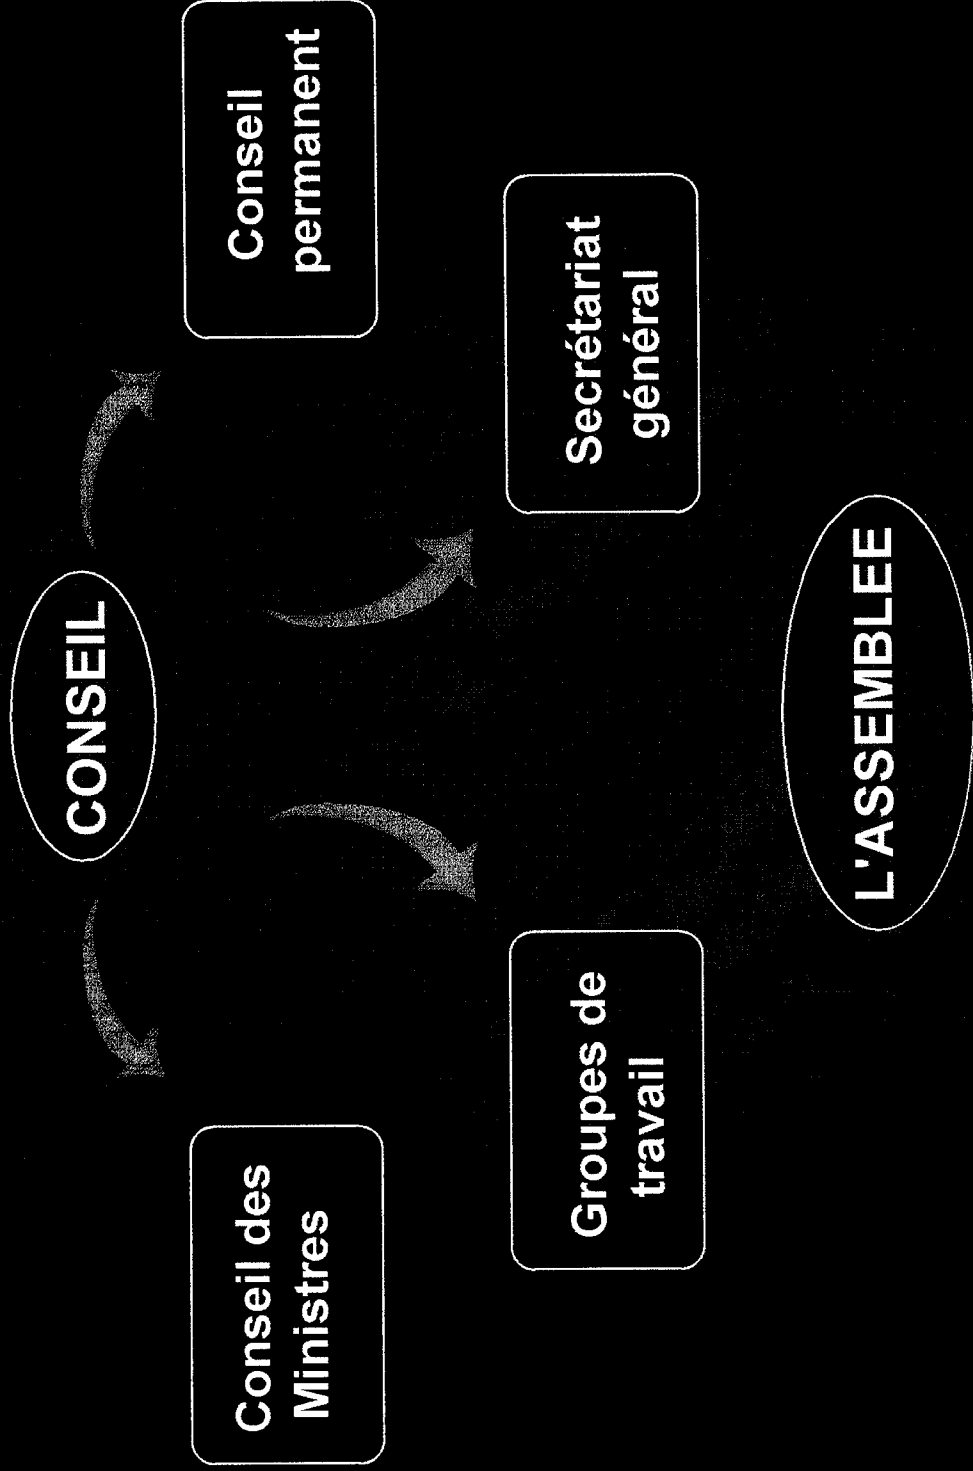 CONSEIL
Conseil des
Ministres
Conseil
permanent
Groupes de
travail
Secrétariat
général
L'ASSEMBLEE